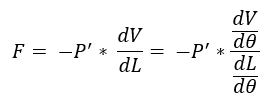 F = −P′ * dV/dL = −P′ * (dV/dθ)/(dL/dθ)